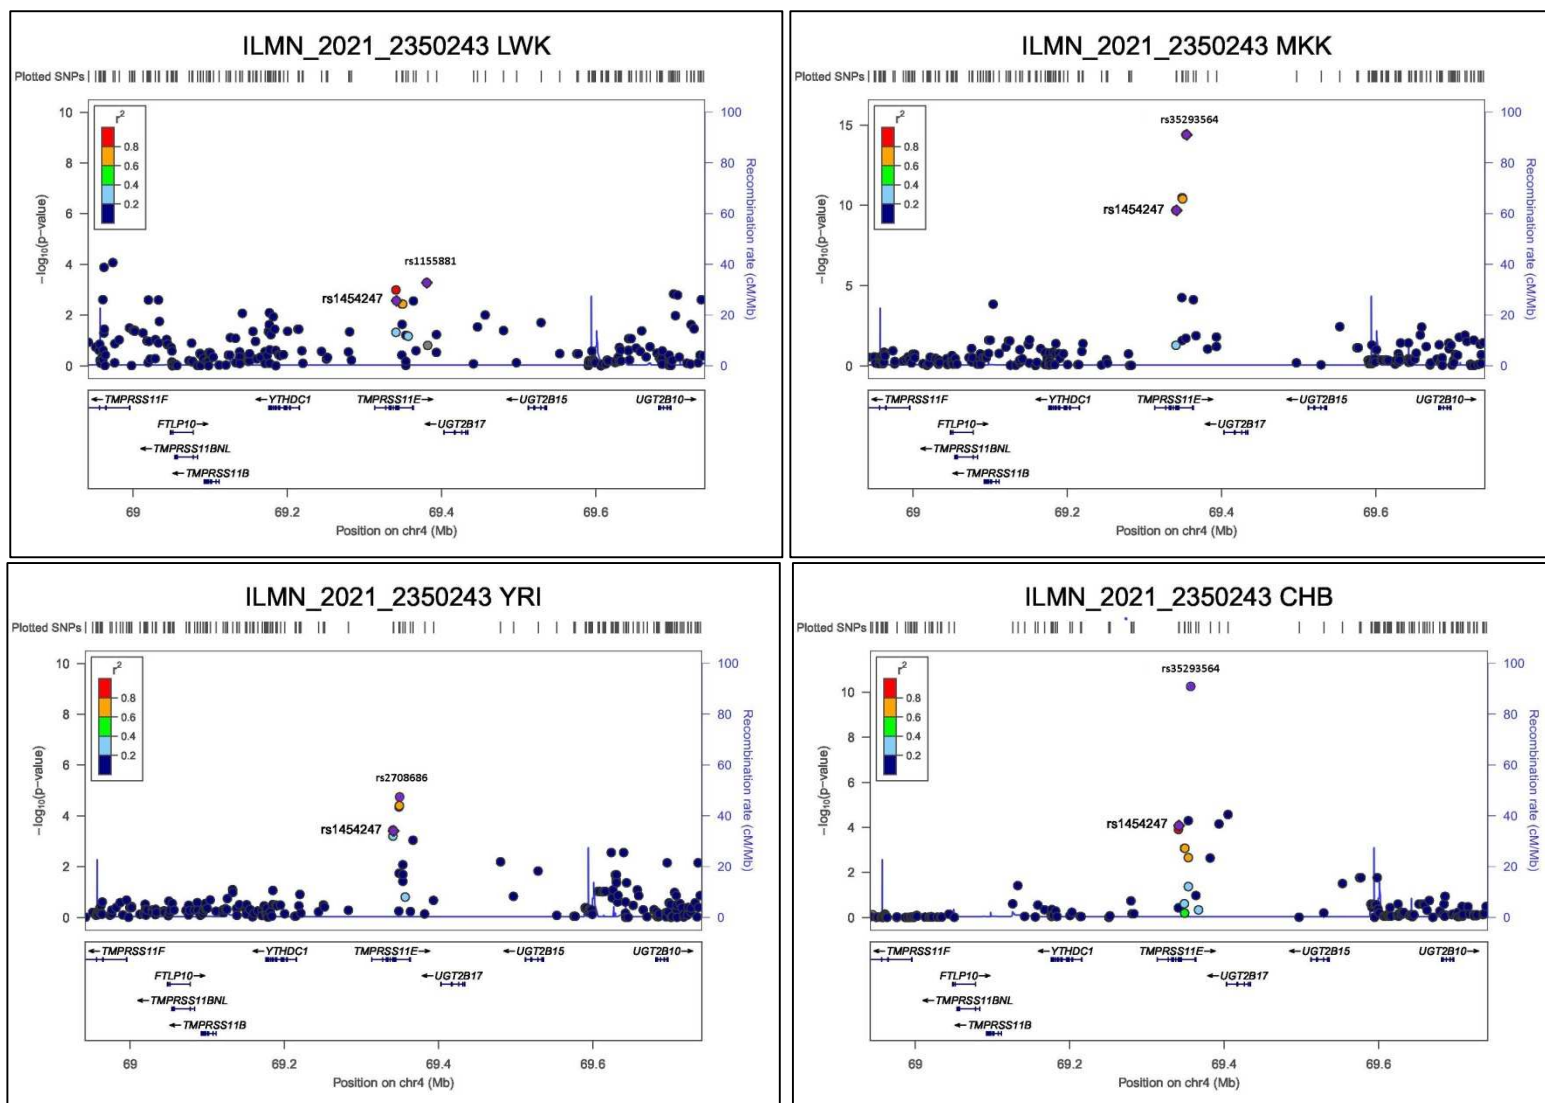 ILMN_2021_2350243 LWK
Plotted SNPs
10
8
6
4
2
0
−log10(p-value)
100
80
60
40
20
0
Recombination rate (cM/Mb)
r2
0.8
0.6
0.4
0.2
rs1155881
rs1454247
←TMPRSS11F
←YTHDC1
TMPRSS11E→
←UGT2B15
UGT2B10→
FTLP10→
←UGT2B17
←TMPRSS11BNL
←TMPRSS11B
69
69.2
69.4
69.6
Position on chr4 (Mb)
ILMN_2021_2350243 MKK
Plotted SNPs
15
10
5
0
−log10(p-value)
100
80
60
40
20
0
Recombination rate (cM/Mb)
r2
0.8
0.6
0.4
0.2
rs35293564
rs1454247
←TMPRSS11F
←YTHDC1
TMPRSS11E→
←UGT2B15
UGT2B10→
FTLP10→
←UGT2B17
←TMPRSS11BNL
←TMPRSS11B
69
69.2
69.4
69.6
Position on chr4 (Mb)
ILMN_2021_2350243 YRI
Plotted SNPs
10
8
6
4
2
0
−log10(p-value)
100
80
60
40
20
0
Recombination rate (cM/Mb)
r2
0.8
0.6
0.4
0.2
rs2708686
rs1454247
←TMPRSS11F
←YTHDC1
TMPRSS11E→
←UGT2B15
UGT2B10→
FTLP10→
←UGT2B17
←TMPRSS11BNL
←TMPRSS11B
69
69.2
69.4
69.6
Position on chr4 (Mb)
ILMN_2021_2350243 CHB
Plotted SNPs
10
8
6
4
2
0
−log10(p-value)
100
80
60
40
20
0
Recombination rate (cM/Mb)
r2
0.8
0.6
0.4
0.2
rs35293564
rs1454247
←TMPRSS11F
←YTHDC1
TMPRSS11E→
←UGT2B15
UGT2B10→
FTLP10→
←UGT2B17
←TMPRSS11BNL
←TMPRSS11B
69
69.2
69.4
69.6
Position on chr4 (Mb)